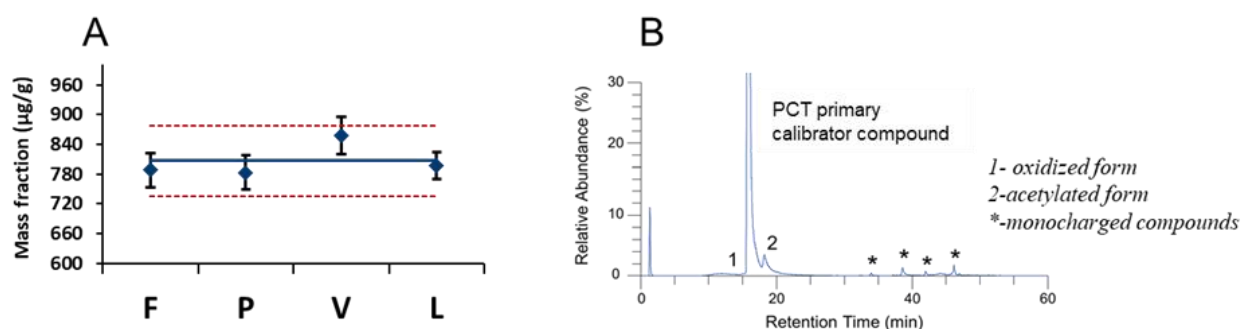 A
Mass fraction (µg/g)
960
900
840
780
720
660
600
F P V L
B
Relative Abundance (%)
30
20
10
0
PCT primary
calibrator compound
1 2 * * * *
0 20 40 60
Retention Time (min)
1- oxidized form
2-acetylated form
*-monocharged compounds